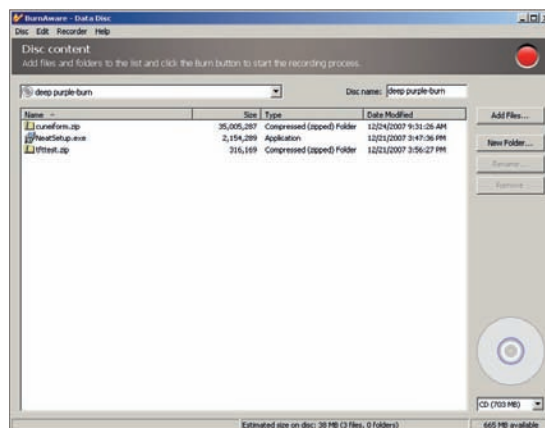 BurnAware - Data Disc
Disc Edit Recorder Help
Disc content
Add files and folders to the list and click the Burn button to start the recording process.
deep purple-burn Disc name: deep purple-burn
Name Size Type Date Modified
cuneiform.zip 35,005,287 Compressed (zipped) Folder 12/24/2007 9:31:26 AM
NeatSetup.exe 2,154,289 Application 12/21/2007 3:47:36 PM
tfttest.zip 316,169 Compressed (zipped) Folder 12/21/2007 3:56:27 PM
Add Files...
New Folder...
Rename...
Remove
CD (703 MB)
Estimated size on disc: 38 MB (3 files, 0 folders) 665 MB available